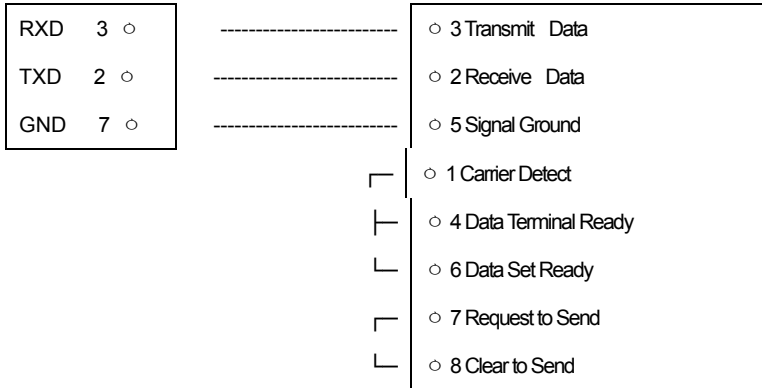 RXD 3 ○ -------------------------- ○ 3 Transmit Data
TXD 2 ○ --------------------------- ○ 2 Receive Data
GND 7 ○ --------------------------- ○ 5 Signal Ground
○ 1 Carrier Detect
○ 4 Data Terminal Ready
○ 6 Data Set Ready
○ 7 Request to Send
○ 8 Clear to Send